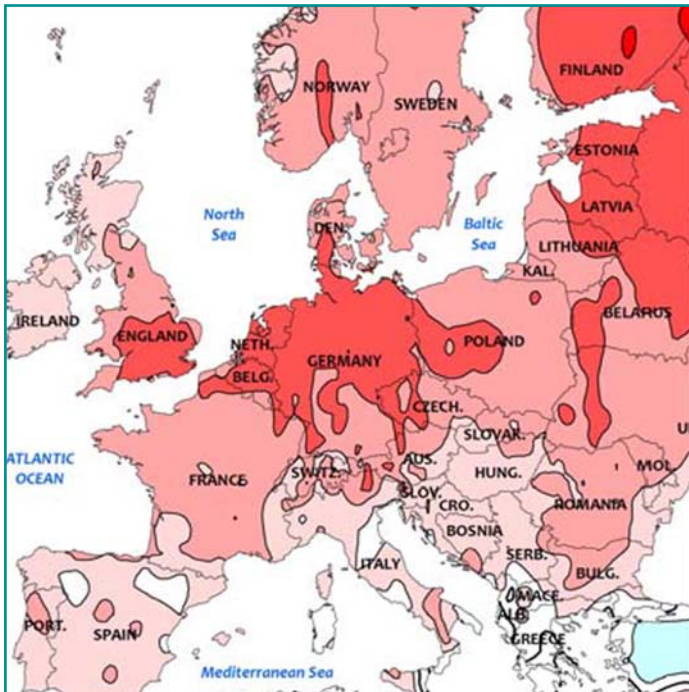 NORWAY
FINLAND
SWEDEN
ESTONIA
North
Sea
LATVIA
DEN.
Baltic
Sea
LITHUANIA
KAL.
IRELAND
BELARUS
ENGLAND
NETH.
POLAND
GERMANY
BELG.
CZECH.
U
SLOVAK.
ATLANTIC
OCEAN
FRANCE
SWITZ.
AUS.
HUNG.
MOL.
SLOV.
CRO.
ROMANIA
BOSNIA
SERB.
ITALY
BULG.
MACE.
ALB.
PORT.
SPAIN
GREECE
Mediterranean Sea